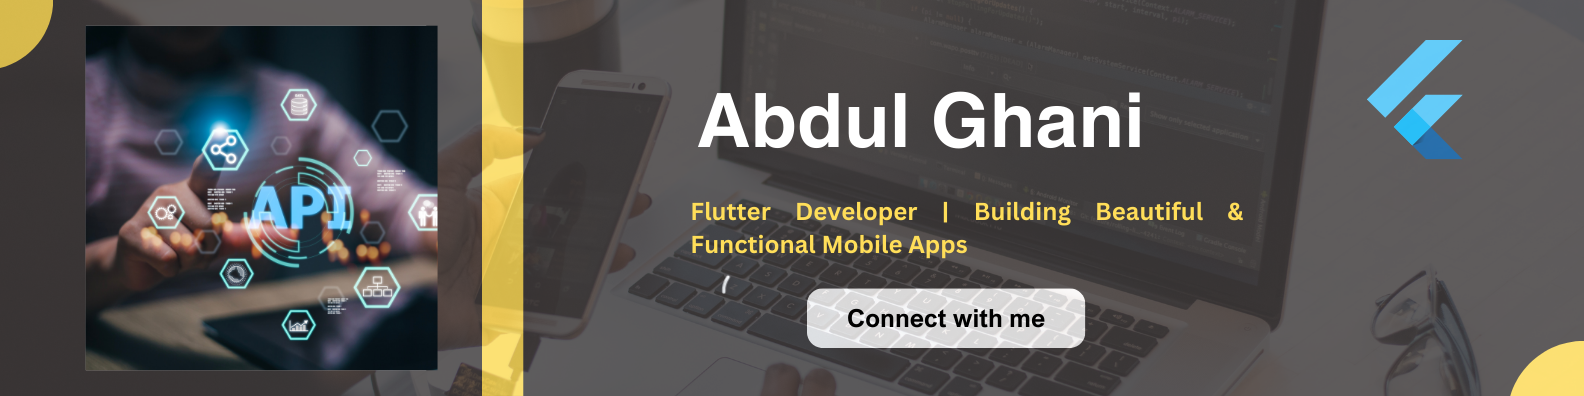 API
Abdul Ghani
Flutter Developer | Building Beautiful &
Functional Mobile Apps
Connect with me